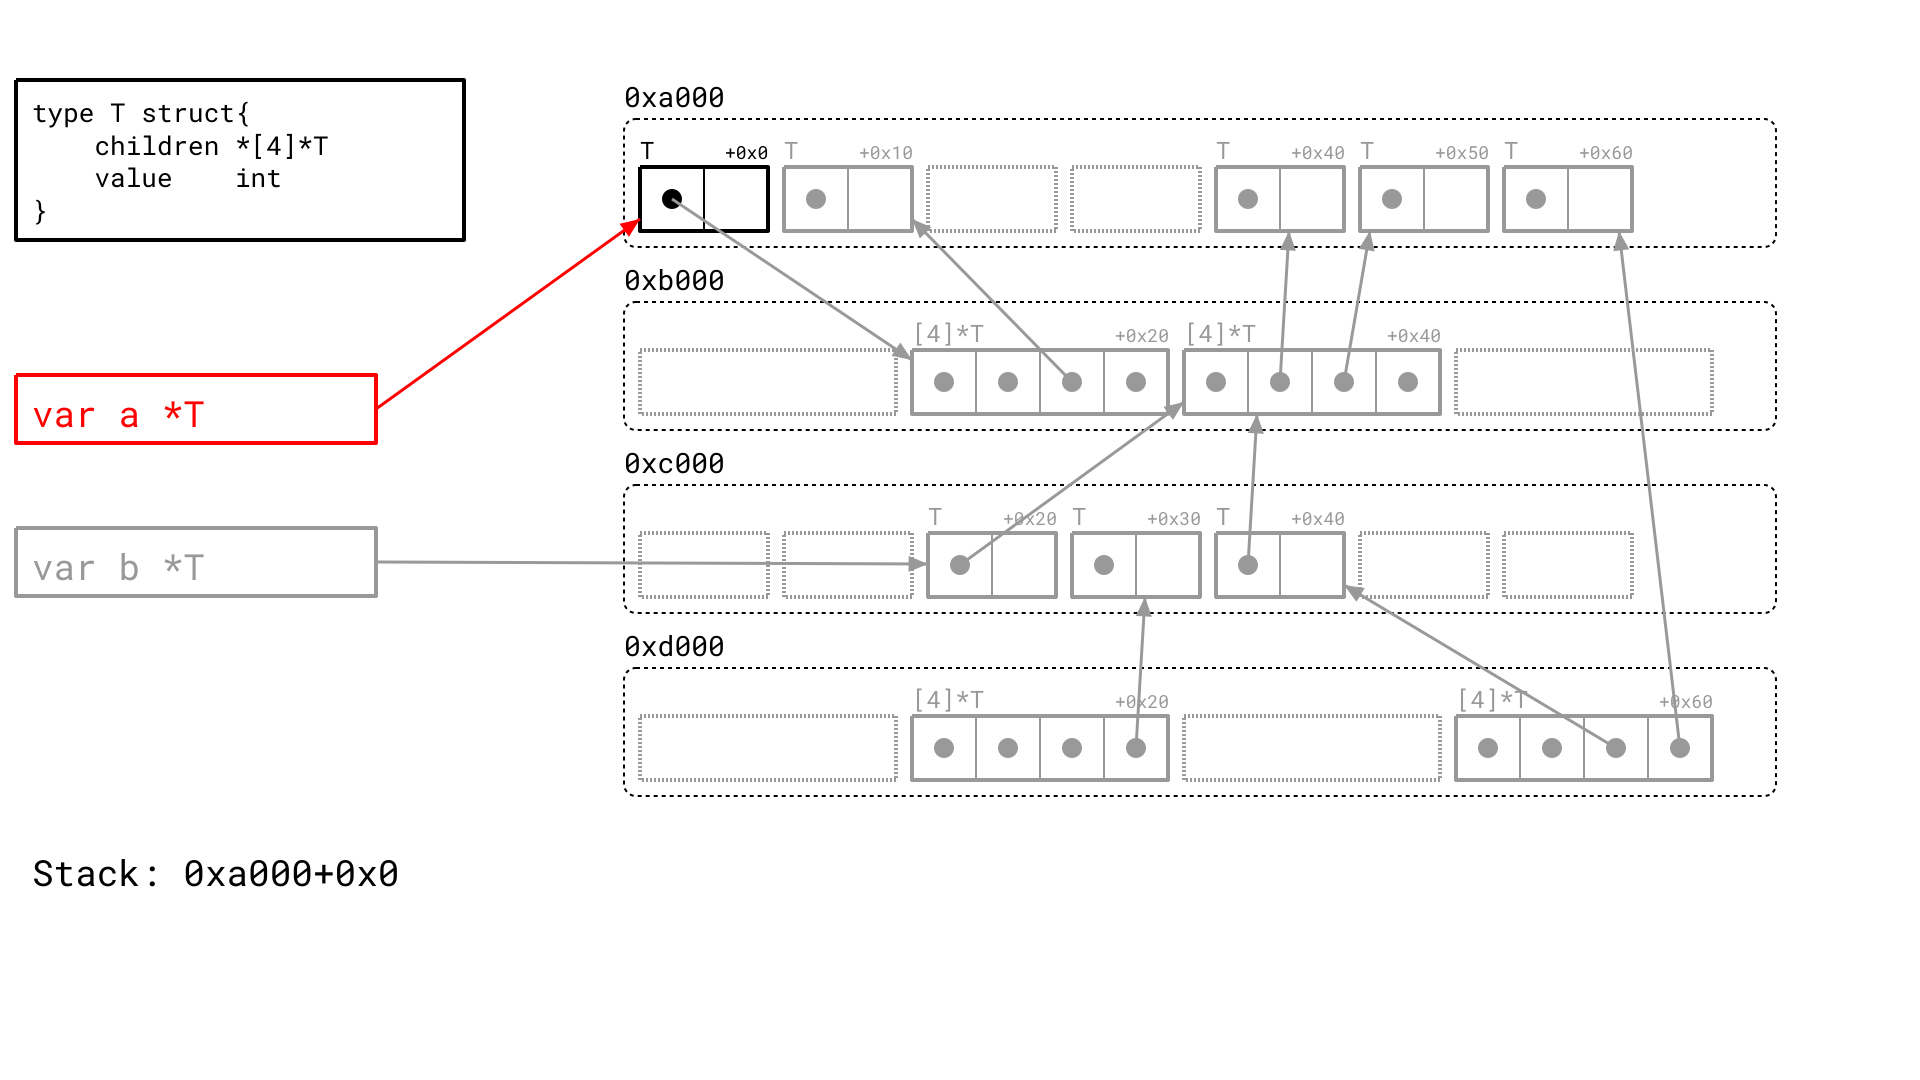 type T struct{
    children *[4]*T
    value    int
}
var a *T
var b *T
0xa000
T +0x0 T +0x10 T +0x40 T +0x50 T +0x60
0xb000
[4]*T +0x20 [4]*T +0x40
0xc000
T +0x20 T +0x30 T +0x40
0xd000
[4]*T +0x20 [4]*T +0x60
Stack: 0xa000+0x0